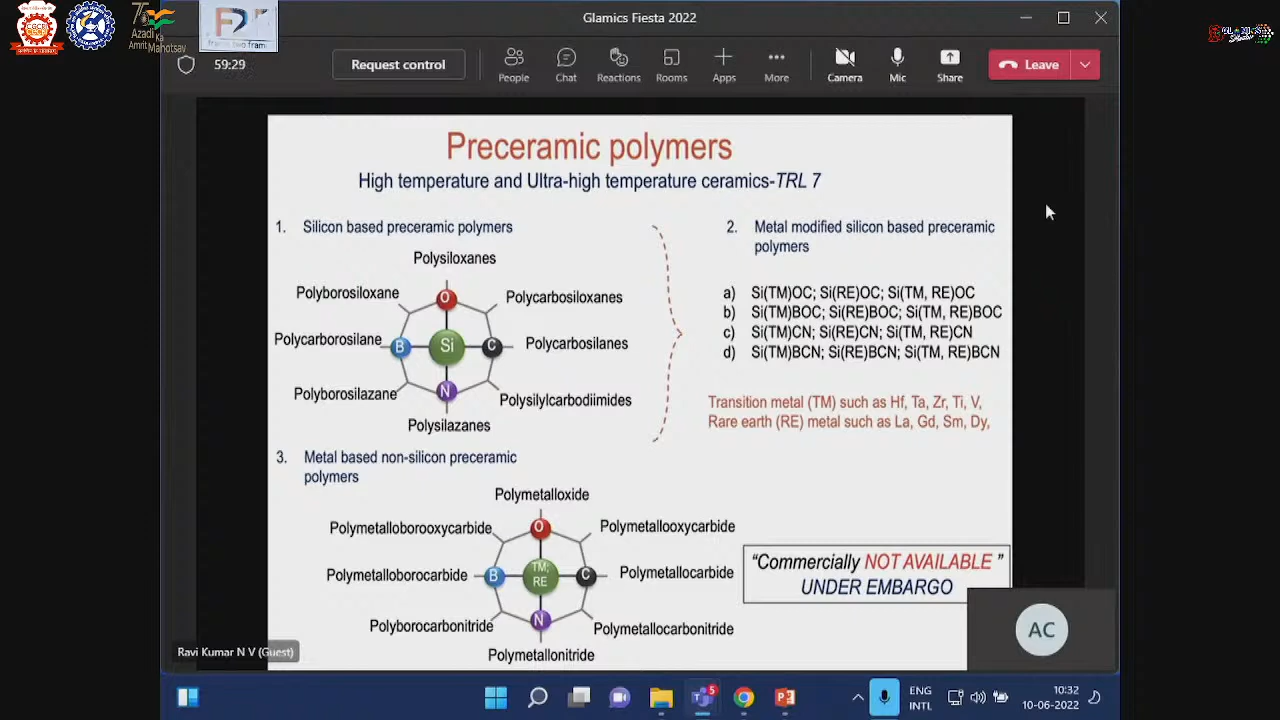 Glamics Fiesta 2022
CGCRI
75
Azadi Ka
Amrit Mahotsav
59:29
Request control
People
Chat
Reactions
Rooms
Apps
More
Camera
Mic
Share
Leave
Preceramic polymers
High temperature and Ultra-high temperature ceramics-TRL 7
1. Silicon based preceramic polymers
Polysiloxanes
Polyborosiloxane
O
Polycarbosiloxanes
Polycarborosilane
B
Si
C
Polycarbosilanes
Polyborosilazane
N
Polysilylcarbodiimides
Polysilazanes
2. Metal modified silicon based preceramic
polymers
a) Si(TM)OC; Si(RE)OC; Si(TM, RE)OC
b) Si(TM)BOC; Si(RE)BOC; Si(TM, RE)BOC
c) Si(TM)CN; Si(RE)CN; Si(TM, RE)CN
d) Si(TM)BCN; Si(RE)BCN; Si(TM, RE)BCN
Transition metal (TM) such as Hf, Ta, Zr, Ti, V,
Rare earth (RE) metal such as La, Gd, Sm, Dy,
3. Metal based non-silicon preceramic
polymers
Polymetalloxide
Polymetalloborooxycarbide
O
Polymetallooxycarbide
Polymetalloborocarbide
B
TM;
RE
C
Polymetallocarbide
Polyborocarbonitride
N
Polymetallocarbonitride
Polymetallonitride
“Commercially NOT AVAILABLE ”
UNDER EMBARGO
AC
Ravi Kumar N V (Guest)
5
ENG
INTL
10:32
10-06-2022